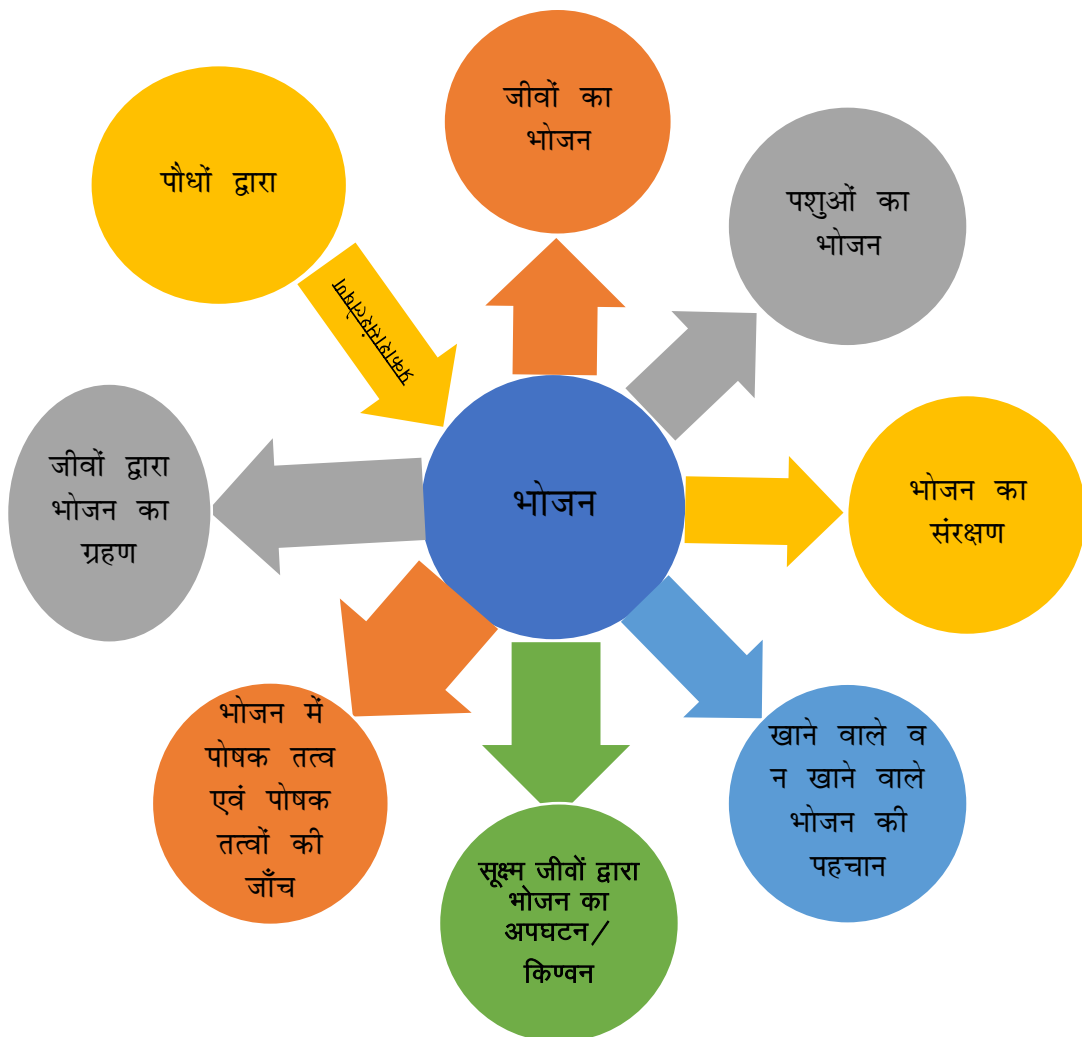 जीवों का
भोजन
पौधों द्वारा
पशुओं का
भोजन
प्रकाशसंश्लेषण
जीवों द्वारा
भोजन का
ग्रहण
भोजन
भोजन का
संरक्षण
भोजन में
पोषक तत्व
एवं पोषक
तत्वों की
जाँच
खाने वाले व
न खाने वाले
भोजन की
पहचान
सूक्ष्म जीवों द्वारा
भोजन का
अपघटन/
किण्वन